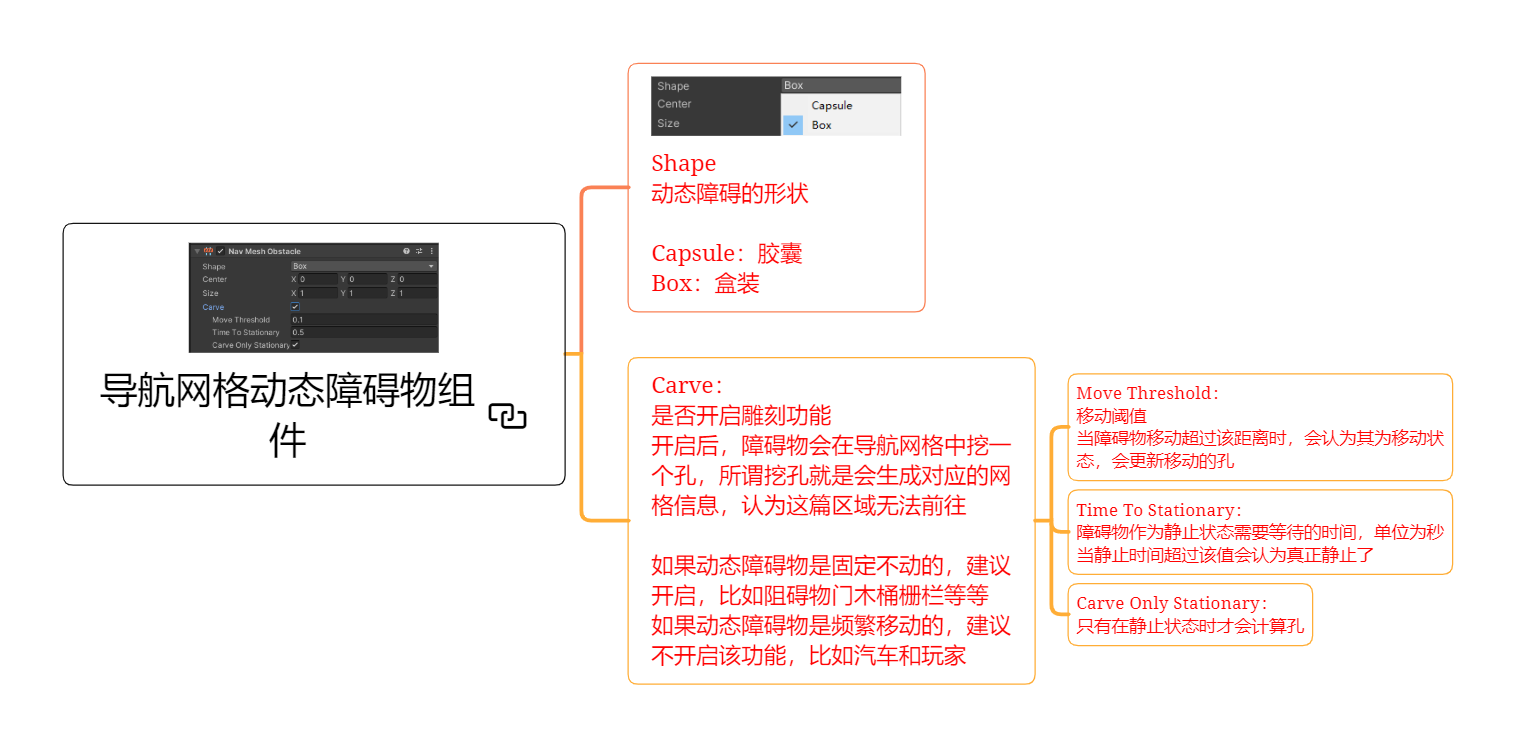 Nav Mesh Obstacle
Shape Box
Center X 0 Y 0 Z 0
Size X 1 Y 1 Z 1
Carve
Move Threshold 0.1
Time To Stationary 0.5
Carve Only Stationary
导航网格动态障碍物组
件
Shape Box
Center Capsule
Size Box
Shape
动态障碍的形状
Capsule：胶囊
Box：盒装
Carve：
是否开启雕刻功能
开启后，障碍物会在导航网格中挖一
个孔，所谓挖孔就是会生成对应的网
格信息，认为这篇区域无法前往
如果动态障碍物是固定不动的，建议
开启，比如阻碍物门木桶栅栏等等
如果动态障碍物是频繁移动的，建议
不开启该功能，比如汽车和玩家
Move Threshold：
移动阈值
当障碍物移动超过该距离时，会认为其为移动状
态，会更新移动的孔
Time To Stationary：
障碍物作为静止状态需要等待的时间，单位为秒
当静止时间超过该值会认为真正静止了
Carve Only Stationary：
只有在静止状态时才会计算孔